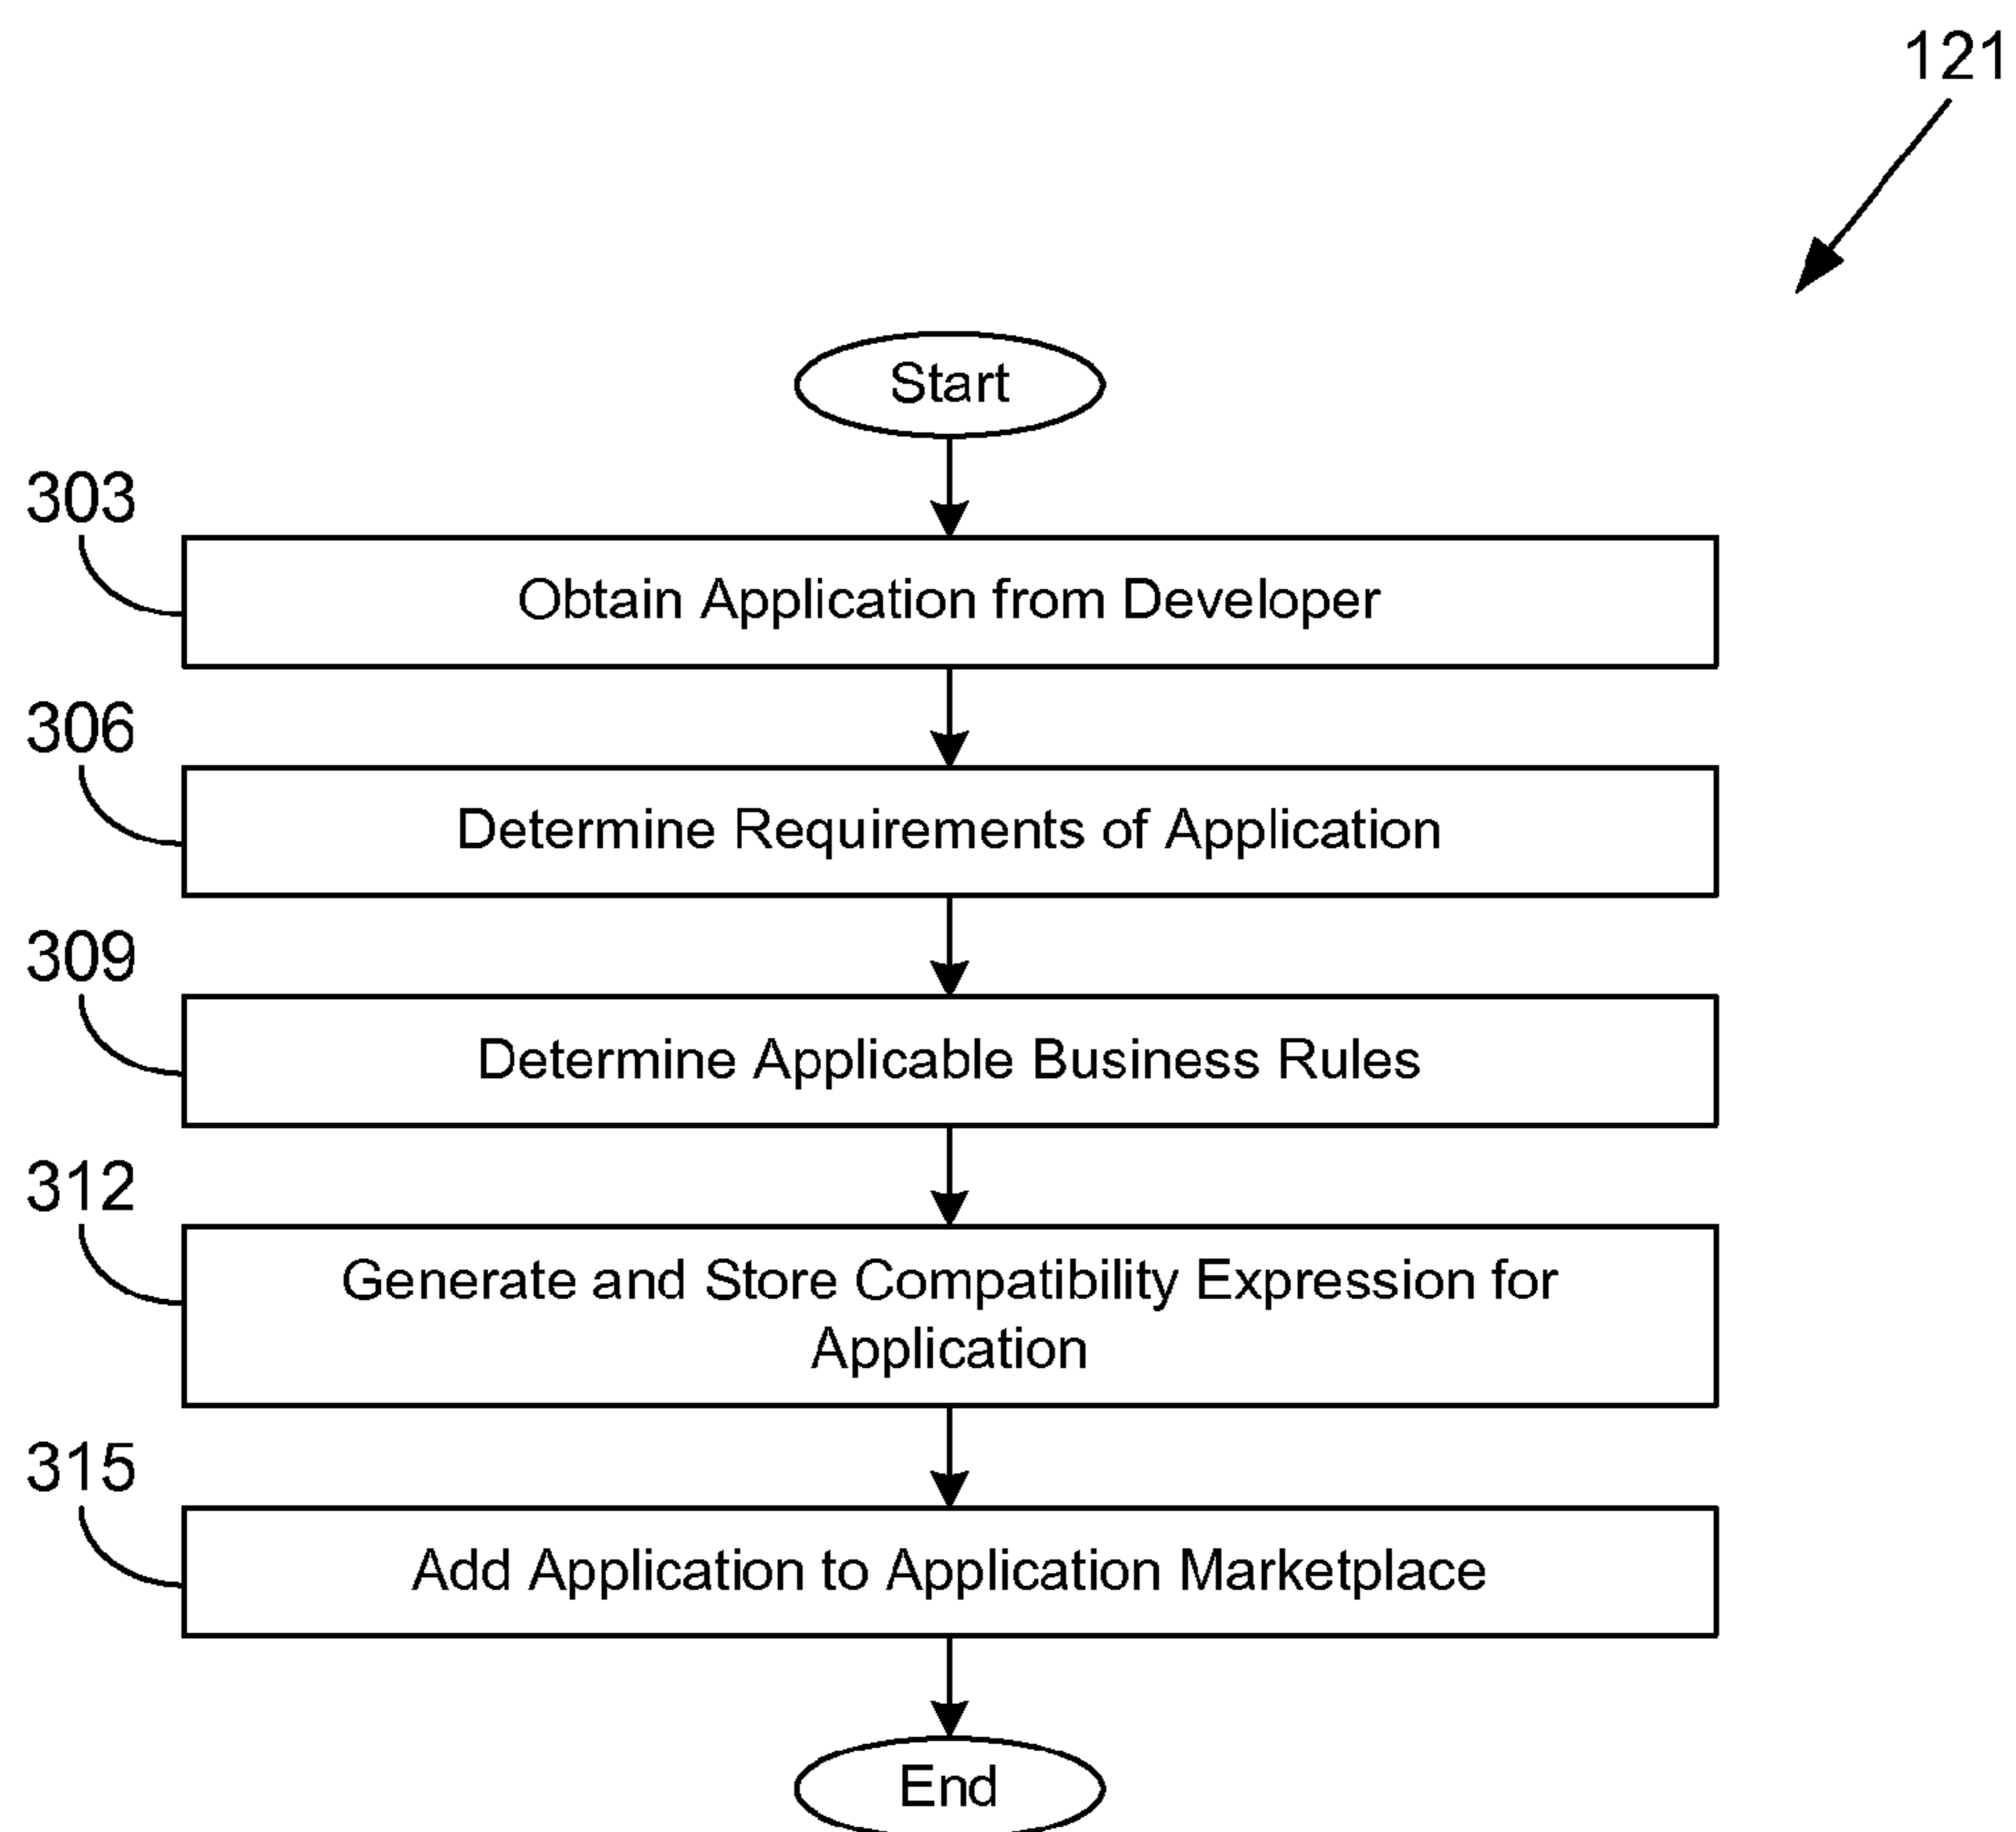 121
Start
303
Obtain Application from Developer
306
Determine Requirements of Application
309
Determine Applicable Business Rules
312
Generate and Store Compatibility Expression for
Application
315
Add Application to Application Marketplace
End